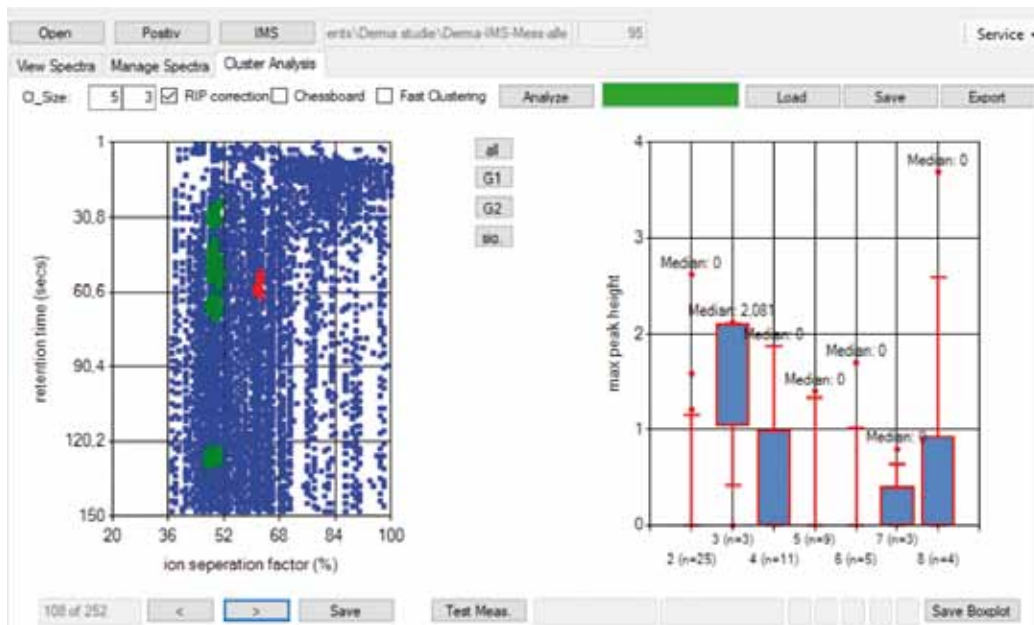 Open Positiv IMS ents\Derma studie\Derma-IMS-Mess-alle 95 Service
View Spectra Manage Spectra Cluster Analysis
Cl_Size: 5 3 RIP correction Chessboard Fast Clustering Analyze Load Save Export
all
G1
G2
sig.
retention time (secs)
1
30.8
60.6
90.4
120.2
150
20 36 52 68 84 100
ion seperation factor (%)
max peak height
4
3
2
1
0
Median: 0
Median: 0
Median: 2.081
Median: 0
Median: 0
Median: 0
Median: 0
3 (n=3) 5 (n=9) 7 (n=3)
2 (n=25) 4 (n=11) 6 (n=5) 8 (n=4)
108 of 252 < > Save Test Meas. Save Boxplot